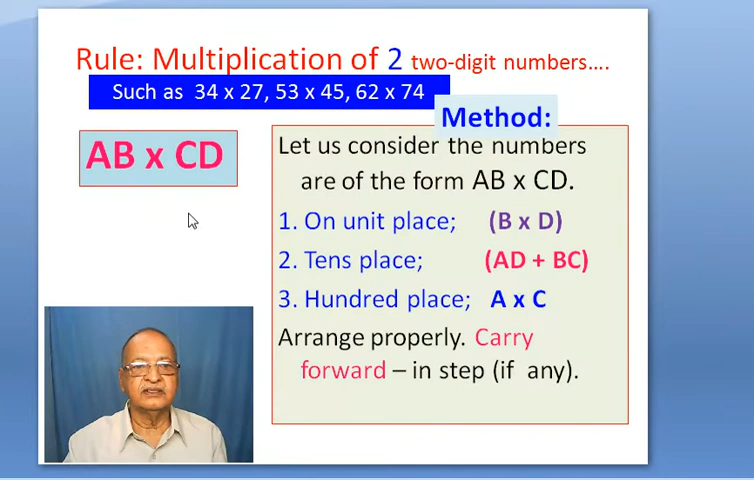 Rule: Multiplication of 2 two-digit numbers....
Such as 34 x 27, 53 x 45, 62 x 74
AB x CD
Method:
Let us consider the numbers
are of the form AB x CD.
1. On unit place; (B x D)
2. Tens place; (AD + BC)
3. Hundred place; A x C
Arrange properly. Carry
forward – in step (if any).